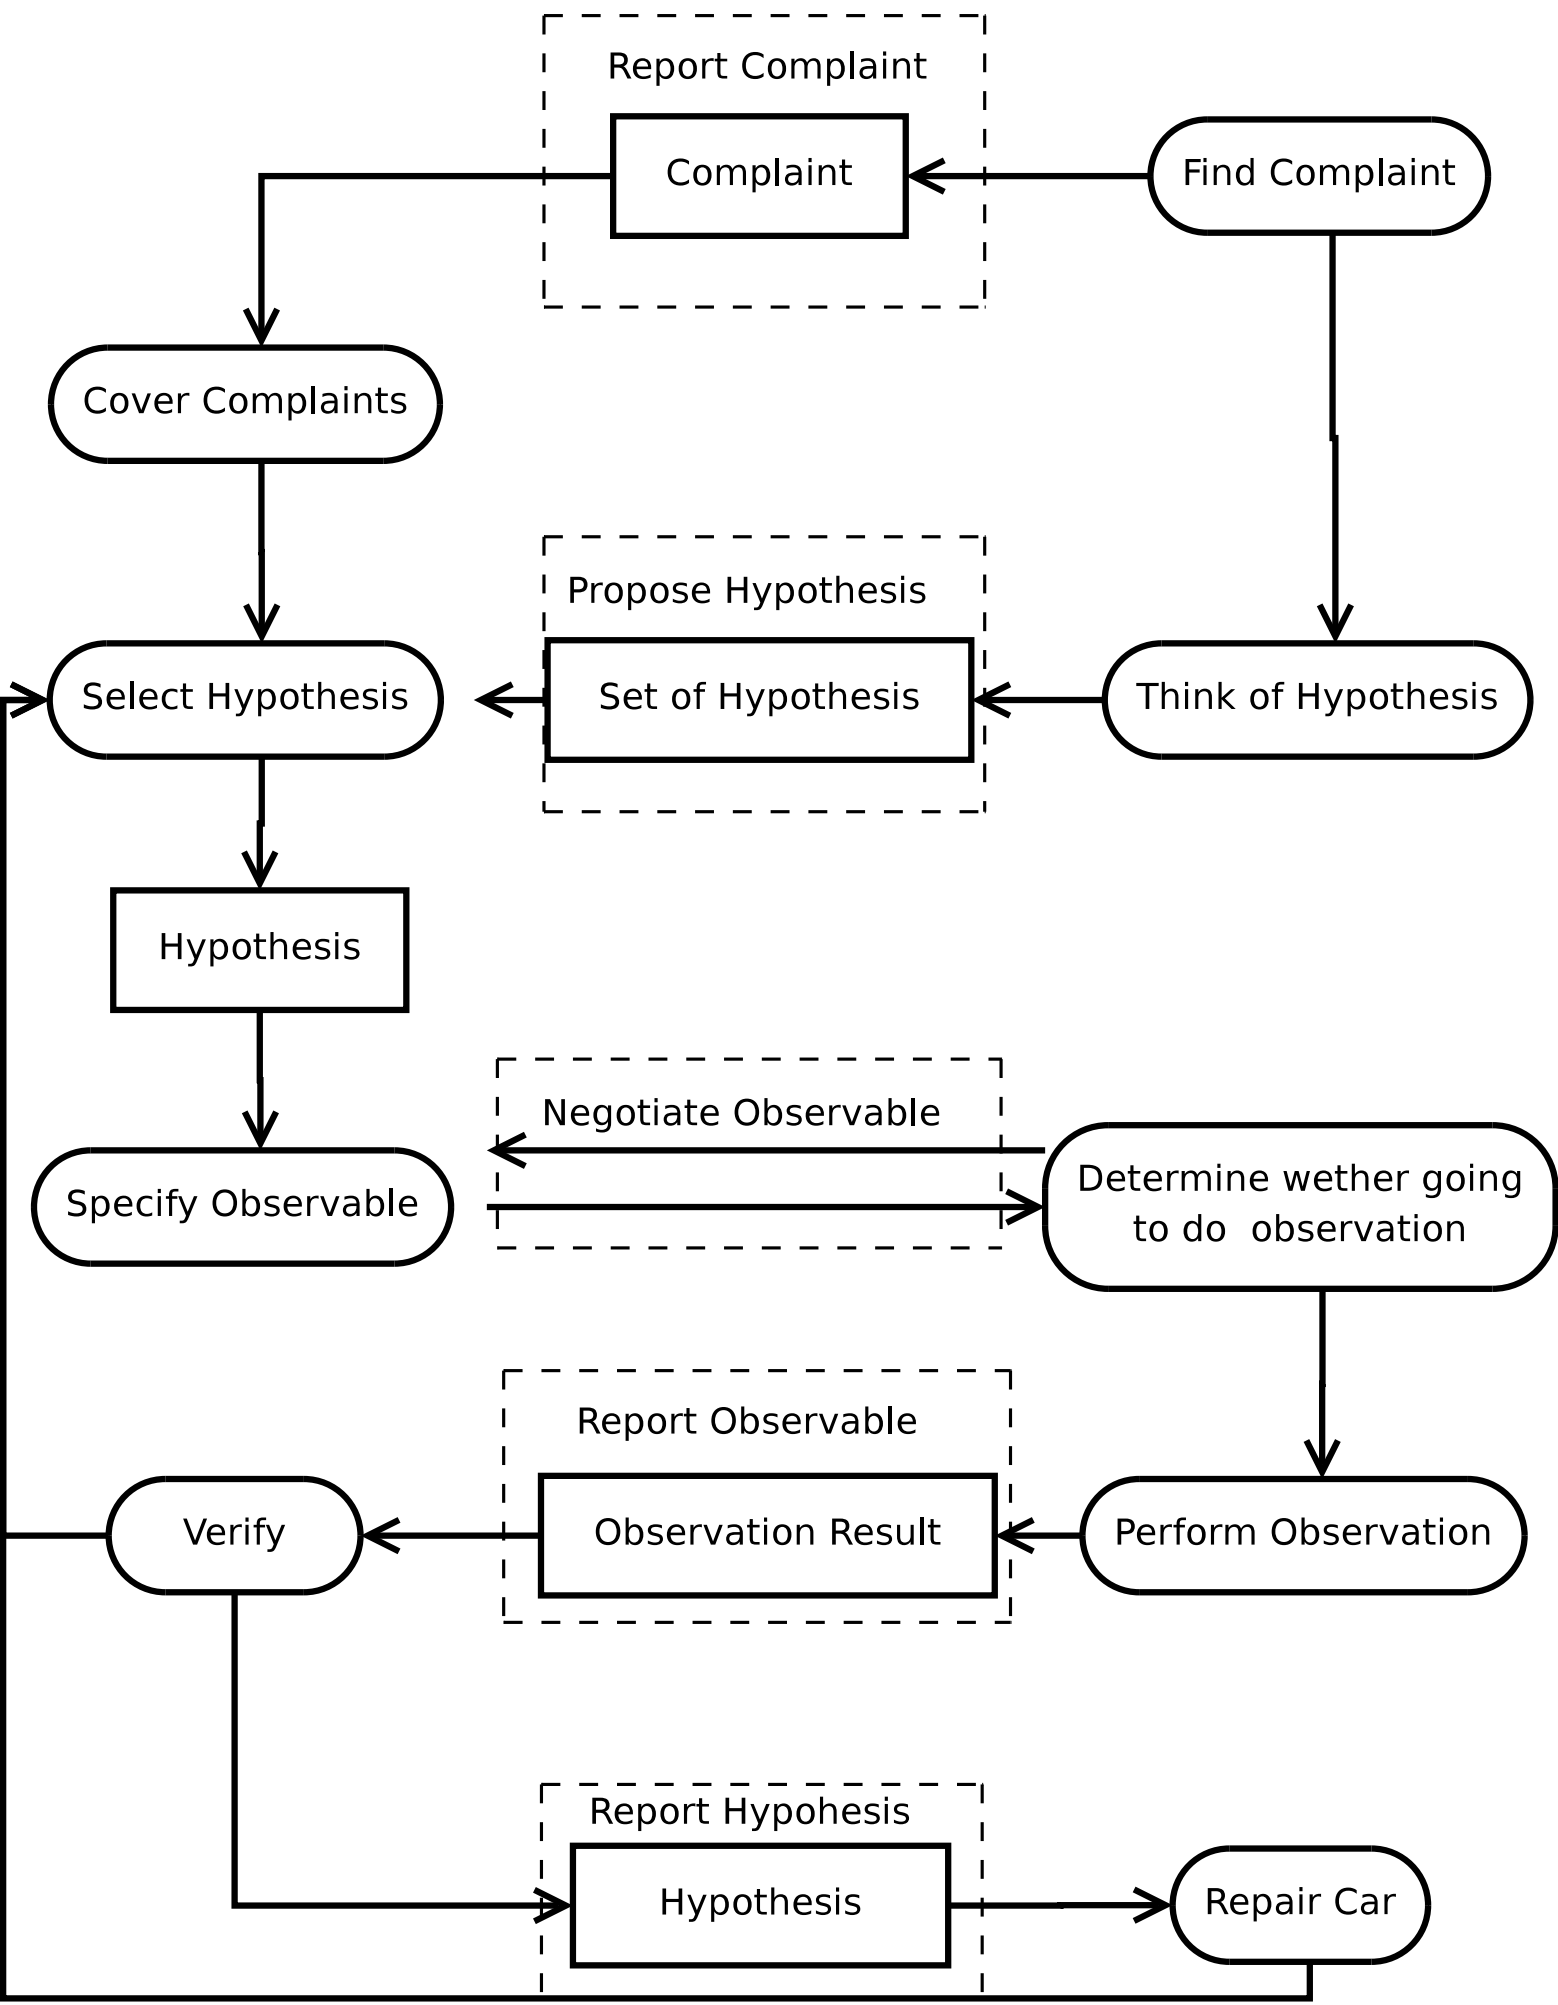 Report Complaint
Complaint
Find Complaint
Cover Complaints
Propose Hypothesis
Select Hypothesis
Set of Hypothesis
Think of Hypothesis
Hypothesis
Negotiate Observable
Specify Observable
Determine wether going
to do observation
Report Observable
Verify
Observation Result
Perform Observation
Report Hypohesis
Hypothesis
Repair Car